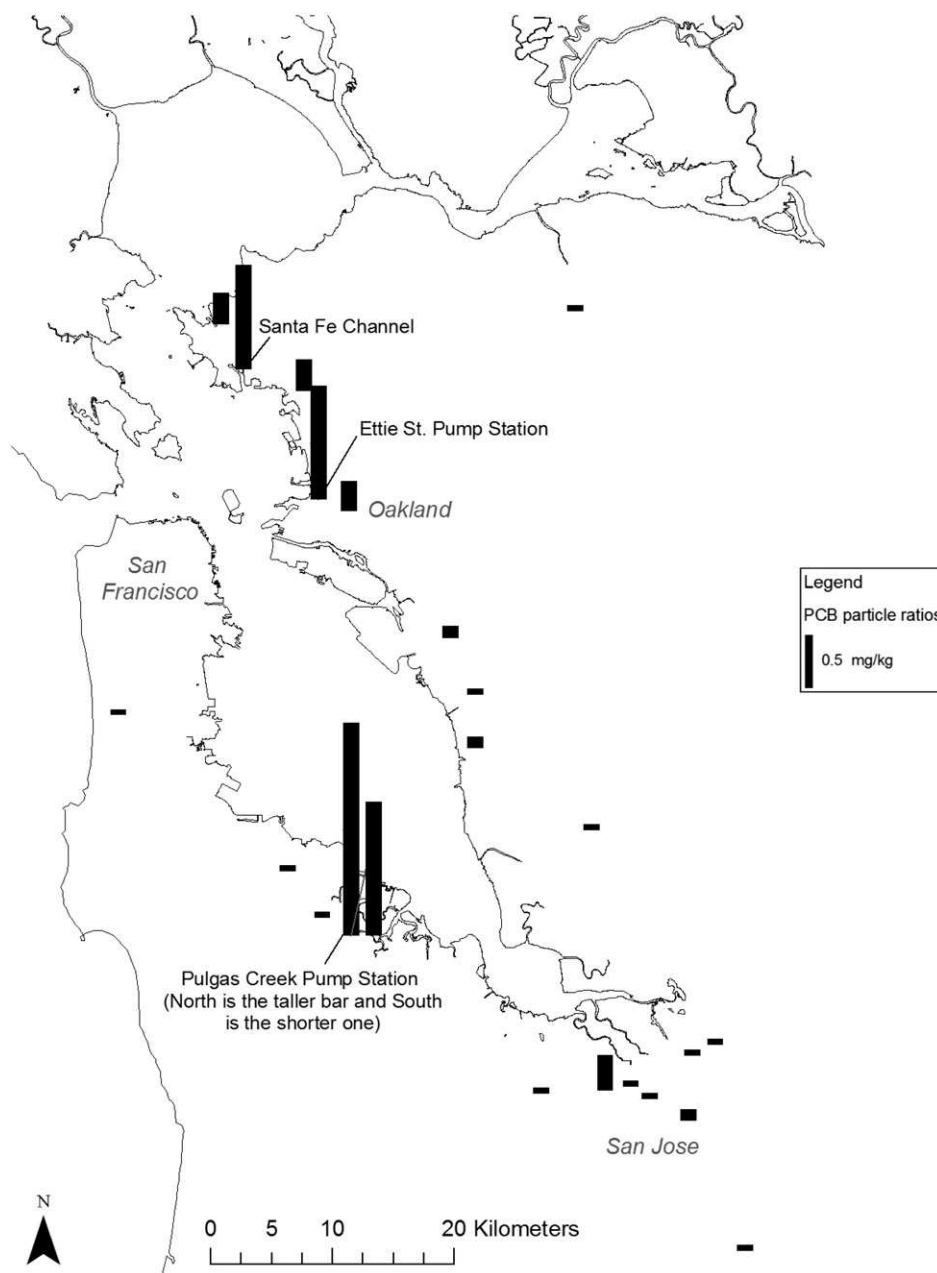 Santa Fe Channel
Ettie St. Pump Station
Oakland
San
Francisco
Legend
PCB particle ratios
0.5 mg/kg
Pulgas Creek Pump Station
(North is the taller bar and South
is the shorter one)
San Jose
N
0 5 10 20 Kilometers